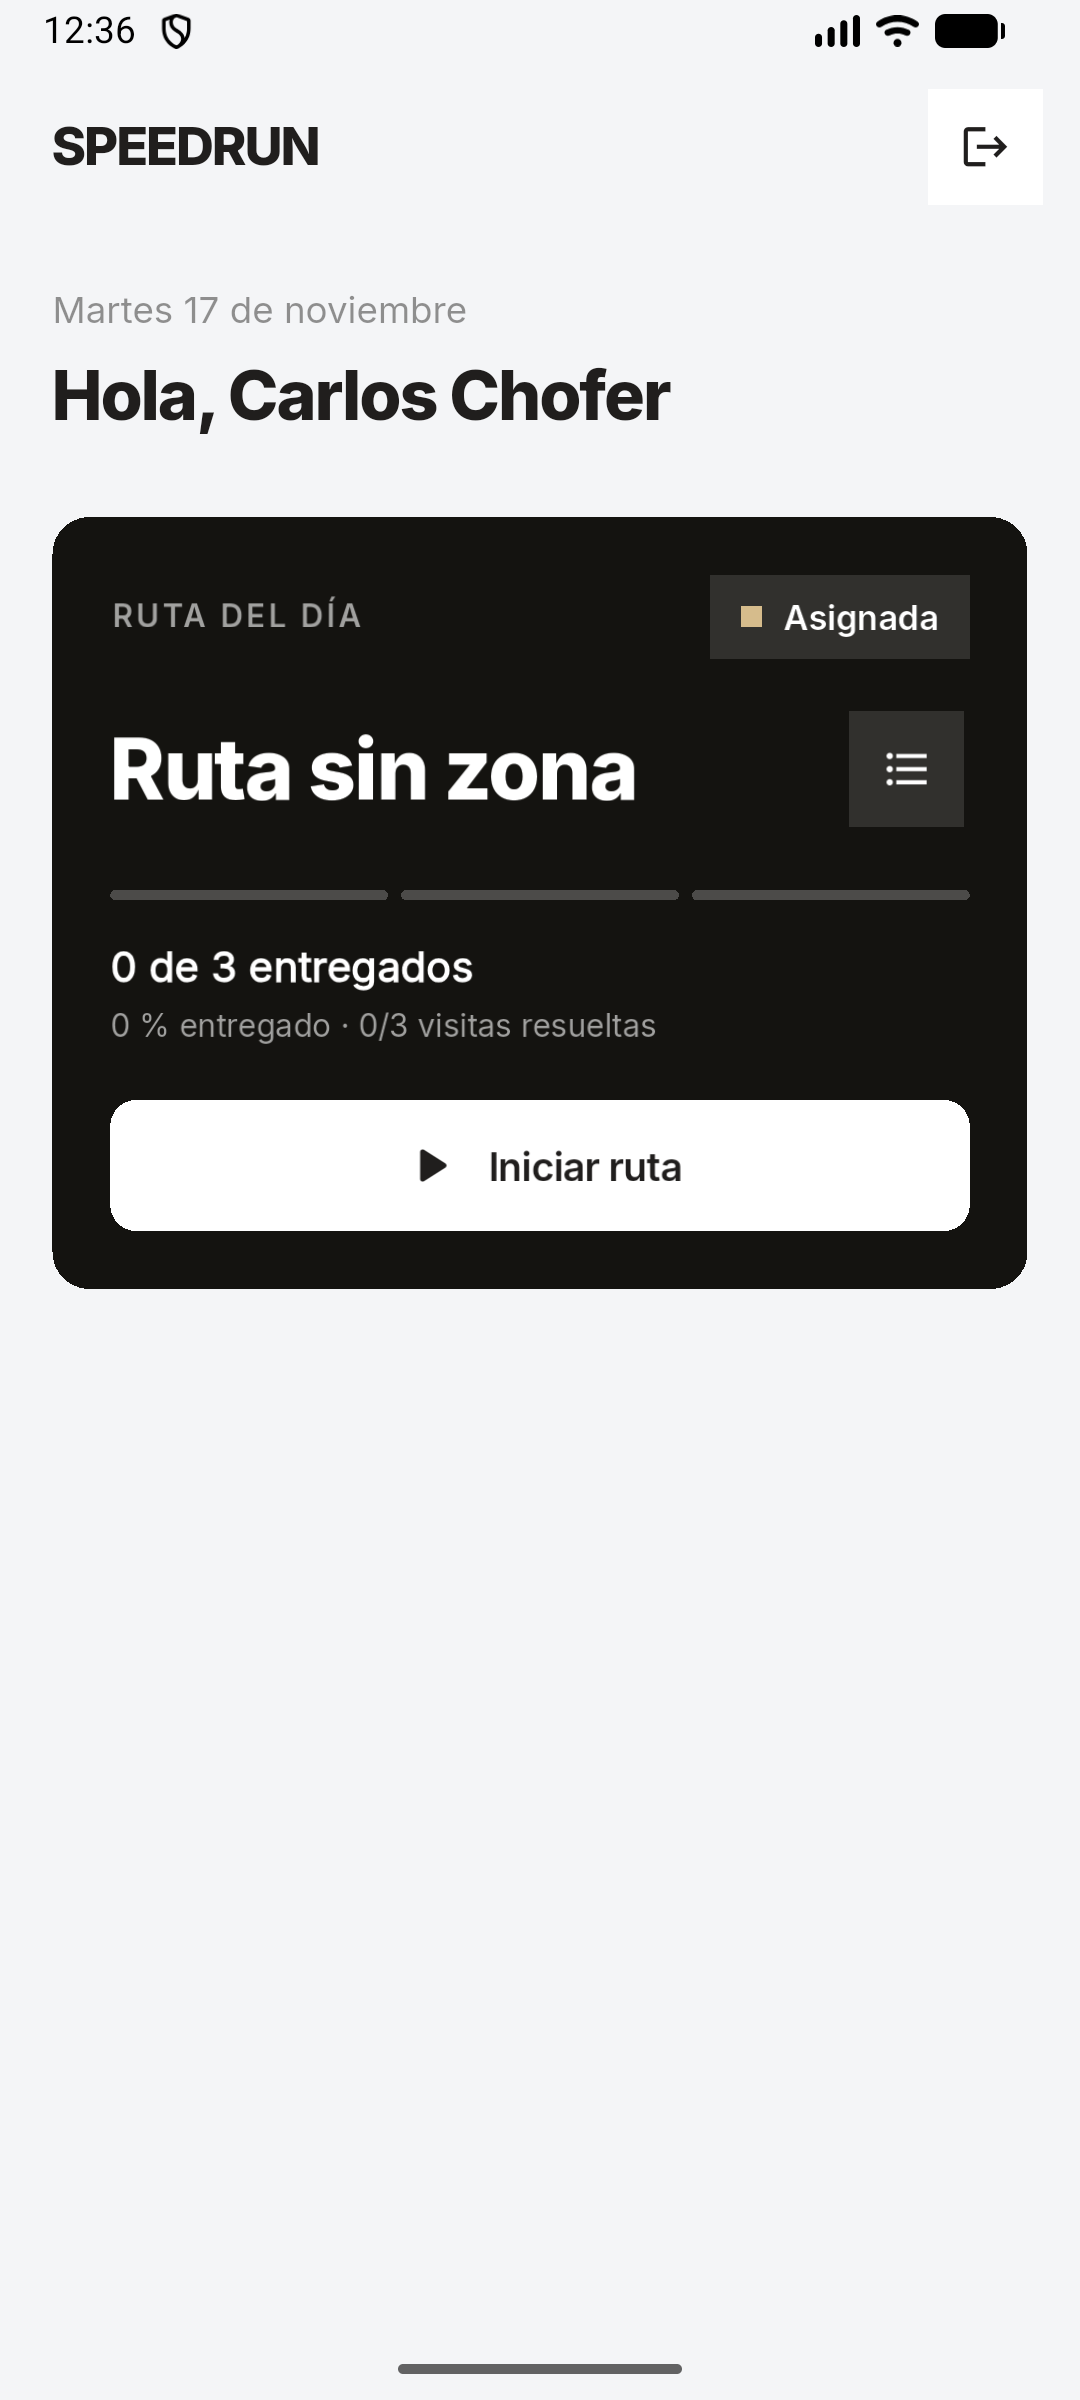 12:36
SPEEDRUN
Martes 17 de noviembre
Hola, Carlos Chofer
RUTA DEL DÍA
Asignada
Ruta sin zona
0 de 3 entregados
0 % entregado · 0/3 visitas resueltas
Iniciar ruta